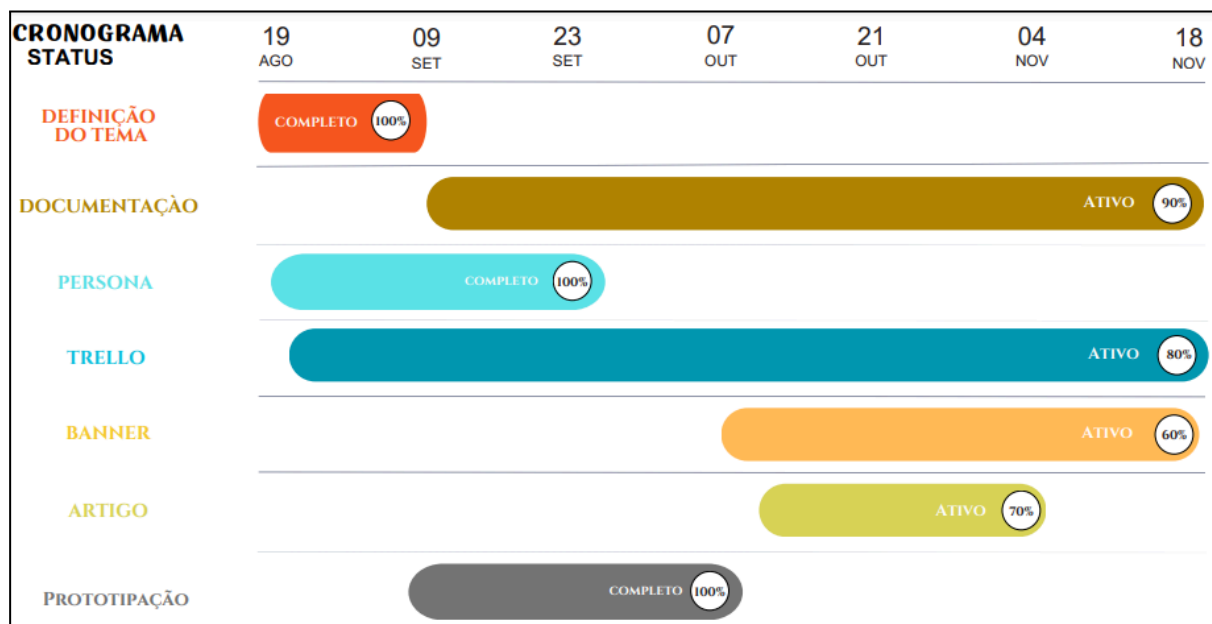 CRONOGRAMA
STATUS
19 09 23 07 21 04 18
AGO SET SET OUT OUT NOV NOV
DEFINIÇÃO
DO TEMA
COMPLETO 100%
DOCUMENTAÇÀO
ATIVO 90%
PERSONA
COMPLETO 100%
TRELLO
ATIVO 80%
BANNER
ATIVO 60%
ARTIGO
ATIVO 70%
PROTOTIPAÇÃO
COMPLETO 100%